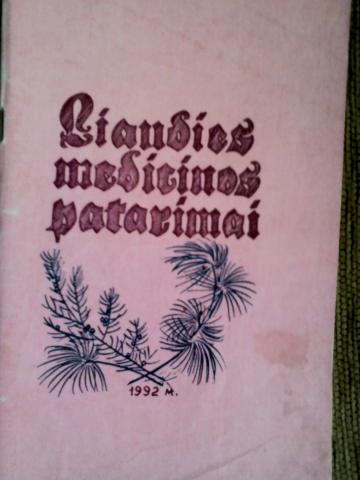 Liaudies
medicinos
patarimai
1992 m.